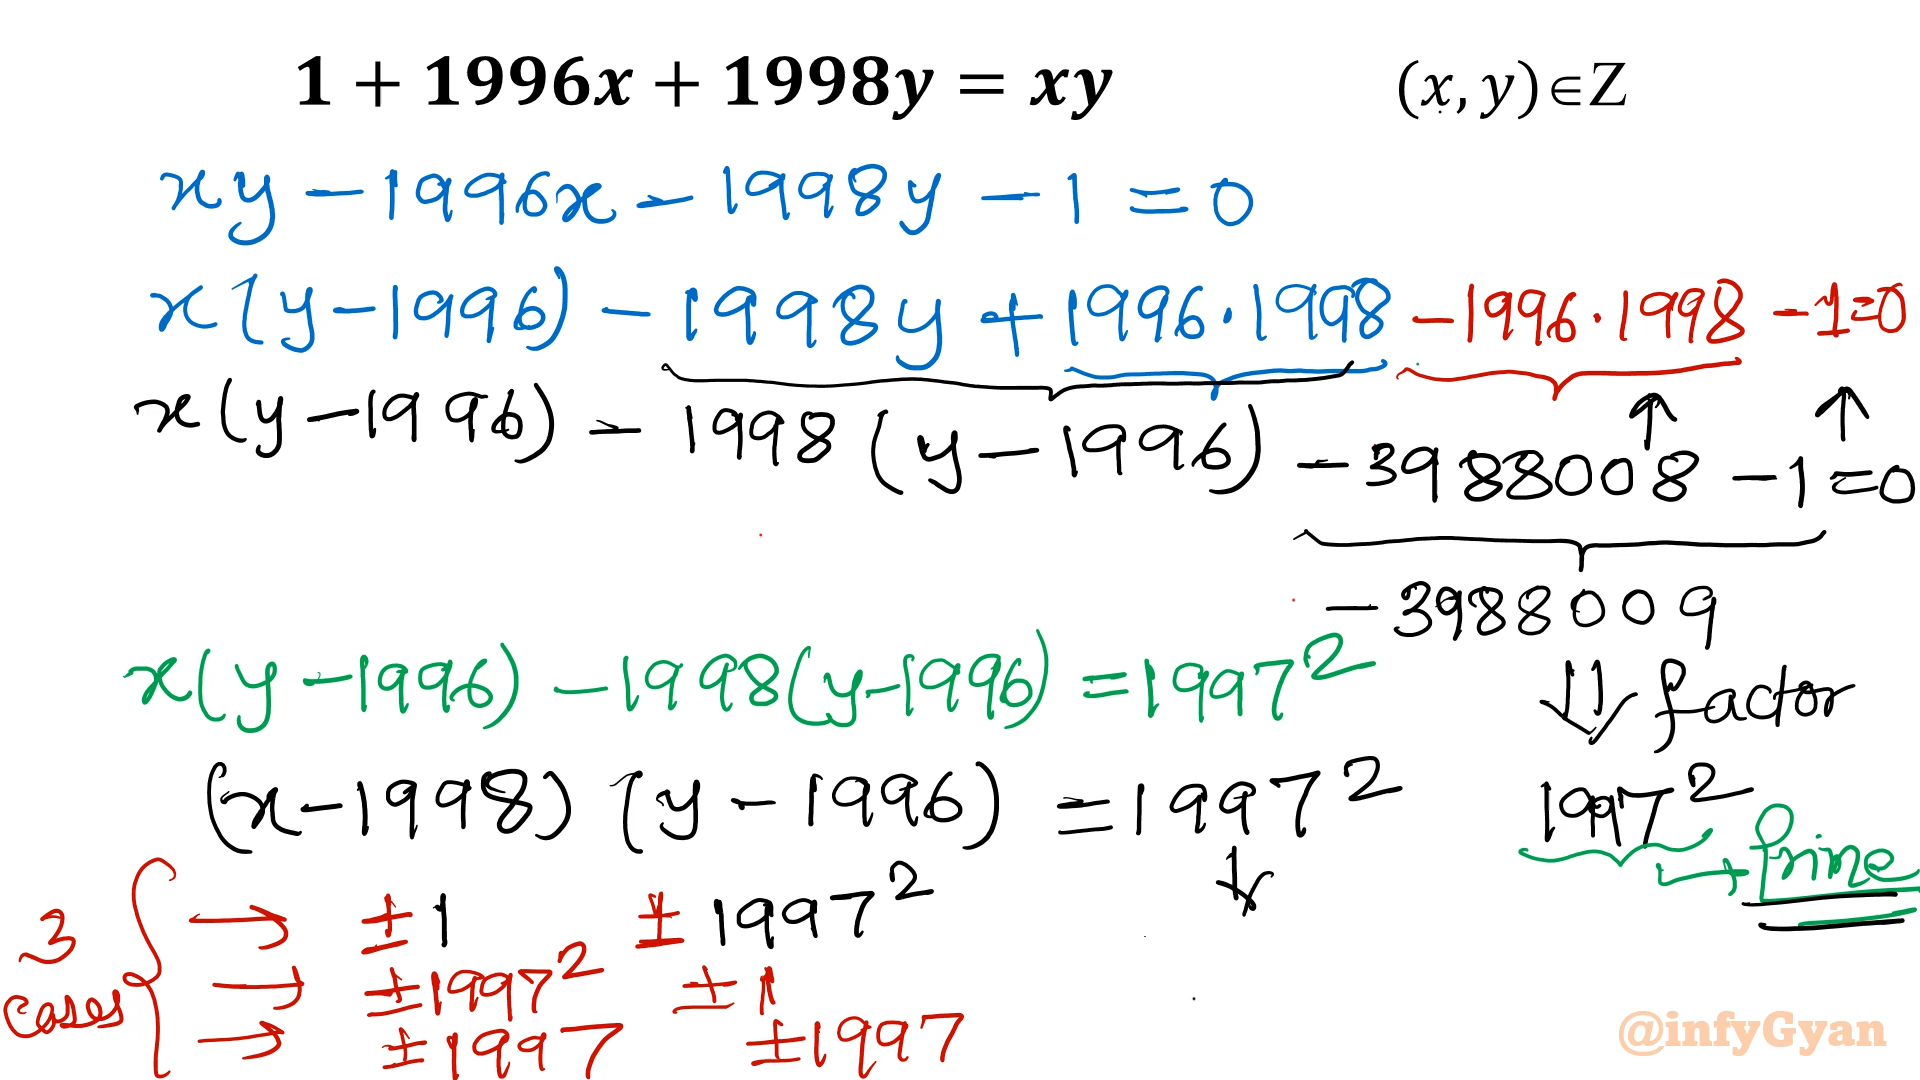 1 + 1996x + 1998y = xy (x, y)∈Z
xy − 1996x − 1998y − 1 = 0
x(y−1996) − 1998y + 1996·1998 −1996·1998 −1=0
x(y−1996) − 1998(y−1996) −3988008 −1=0
−3988009
x(y−1996) −1998(y−1996) =1997²
factor
(x−1998)(y−1996) =1997²
1997²
Prime
3 cases
→ ±1 ±1997²
→ ±1997² ±1
→ ±1997 ±1997
@infyGyan